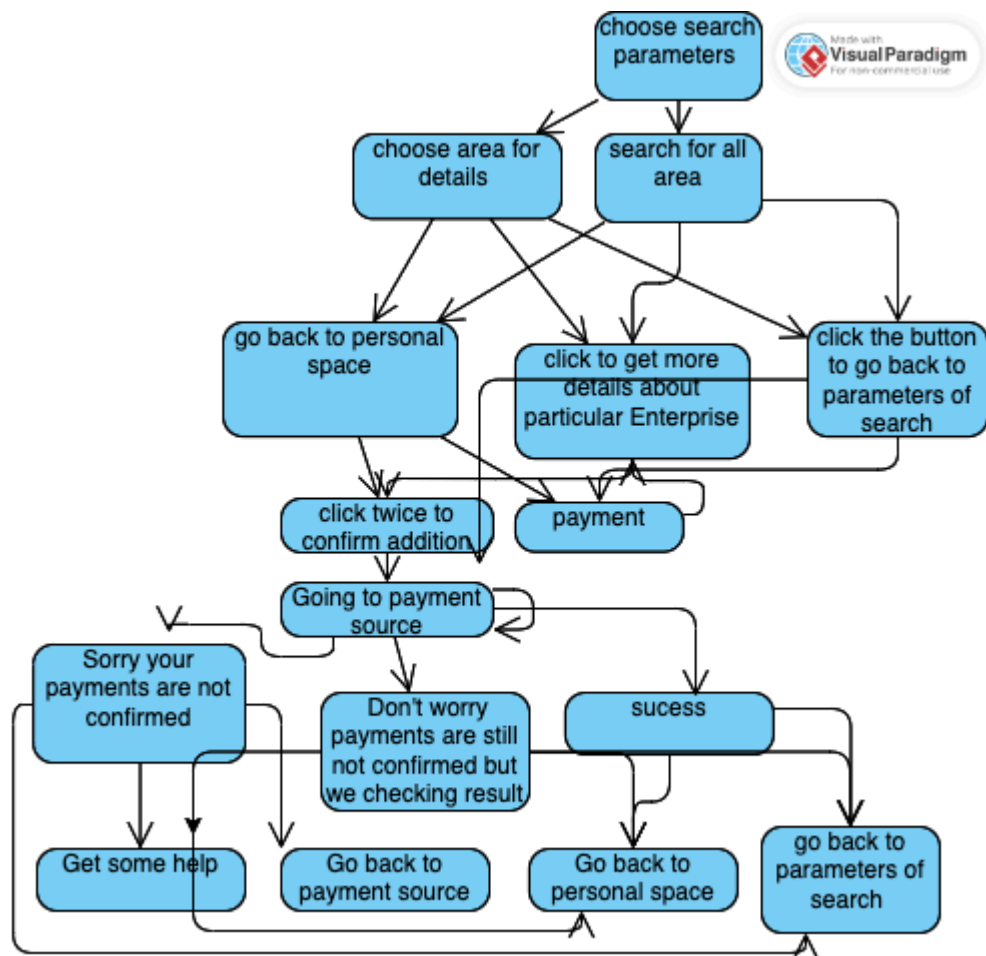 choose search
parameters
Made with
Visual Paradigm
For non-commercial use
choose area for
details
search for all
area
go back to personal
space
click to get more
details about
particular Enterprise
click the button
to go back to
parameters of
search
click twice to
confirm addition
payment
Going to payment
source
Sorry your
payments are not
confirmed
Don't worry
payments are still
not confirmed but
we checking result
sucess
Get some help
Go back to
payment source
Go back to
personal space
go back to
parameters of
search